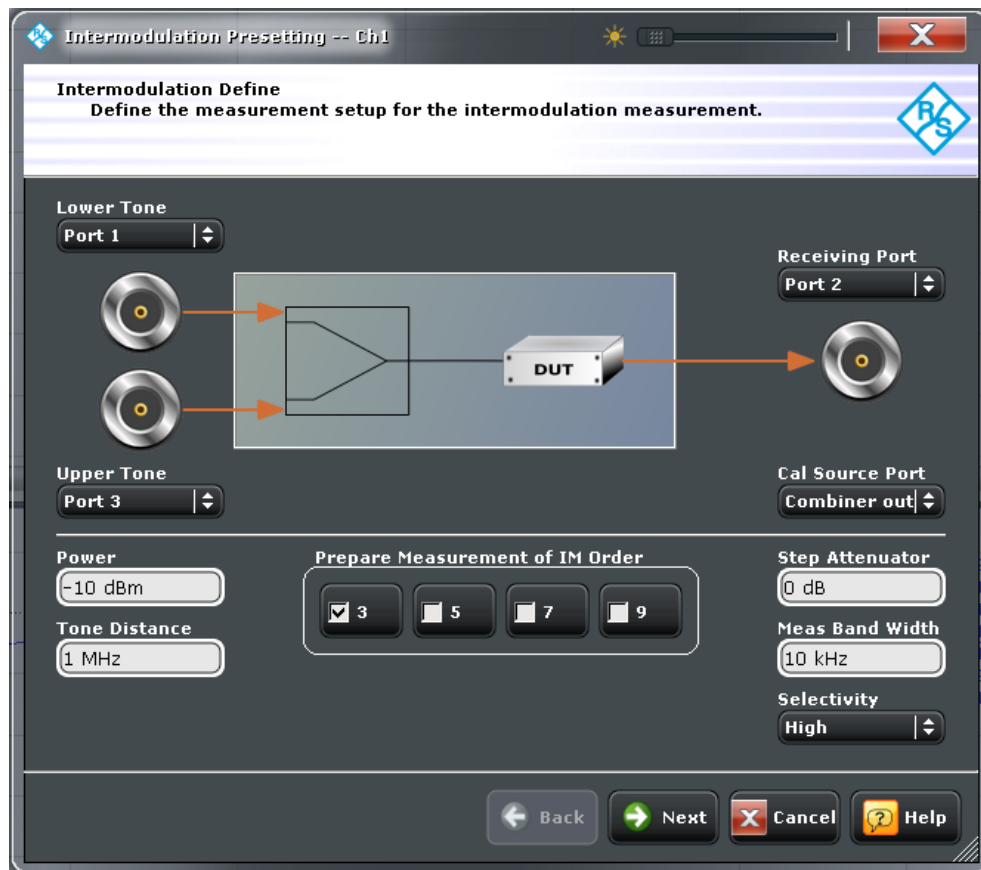 Intermodulation Presetting -- Ch1
X
Intermodulation Define
Define the measurement setup for the intermodulation measurement.
R
S
Lower Tone
Port 1
Receiving Port
Port 2
DUT
Upper Tone
Port 3
Cal Source Port
Combiner out
Power
-10 dBm
Prepare Measurement of IM Order
3
5
7
9
Step Attenuator
0 dB
Tone Distance
1 MHz
Meas Band Width
10 kHz
Selectivity
High
Back
Next
X Cancel
? Help